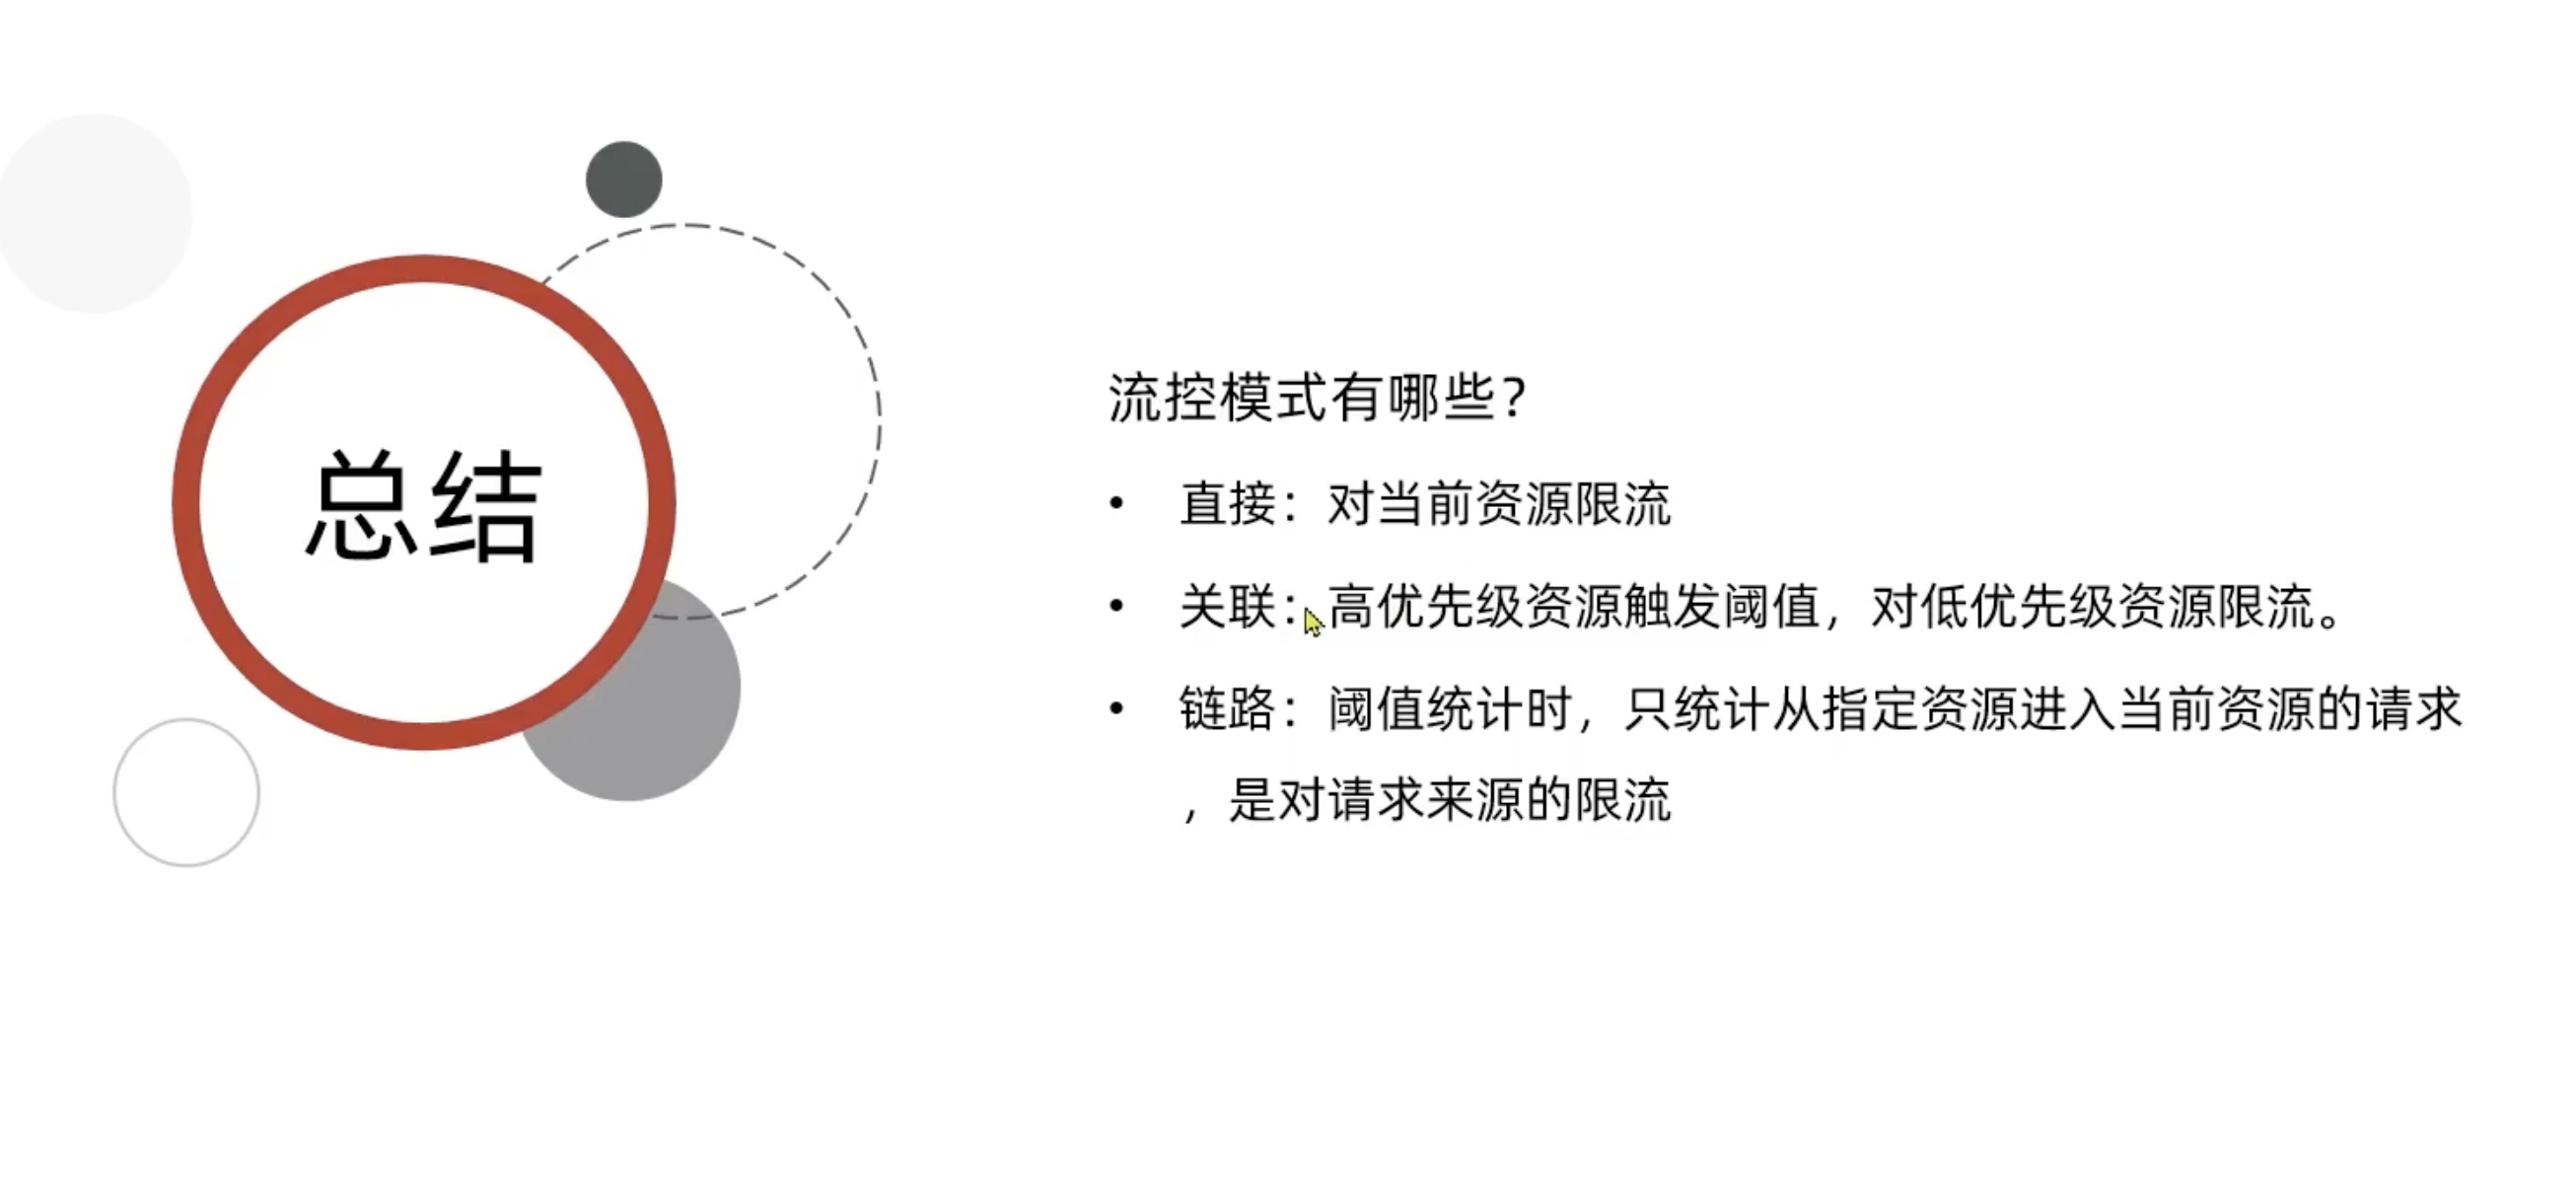 总结
流控模式有哪些？
• 直接：对当前资源限流
• 关联：高优先级资源触发阈值，对低优先级资源限流。
• 链路：阈值统计时，只统计从指定资源进入当前资源的请求
，是对请求来源的限流